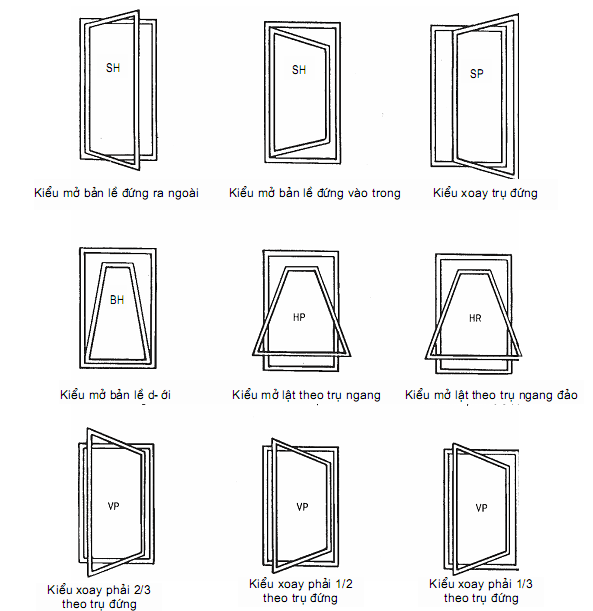 SH
SH
SP
Kiểu mở bản lề đứng ra ngoài
Kiểu mở bản lề đứng vào trong
Kiểu xoay trụ đứng
BH
HP
HR
Kiểu mở bản lề d- ới
Kiểu mở lật theo trụ ngang
Kiểu mở lật theo trụ ngang đảo
VP
VP
VP
Kiểu xoay phải 2/3
theo trụ đứng
Kiểu xoay phải 1/2
theo trụ đứng
Kiểu xoay phải 1/3
theo trụ đứng